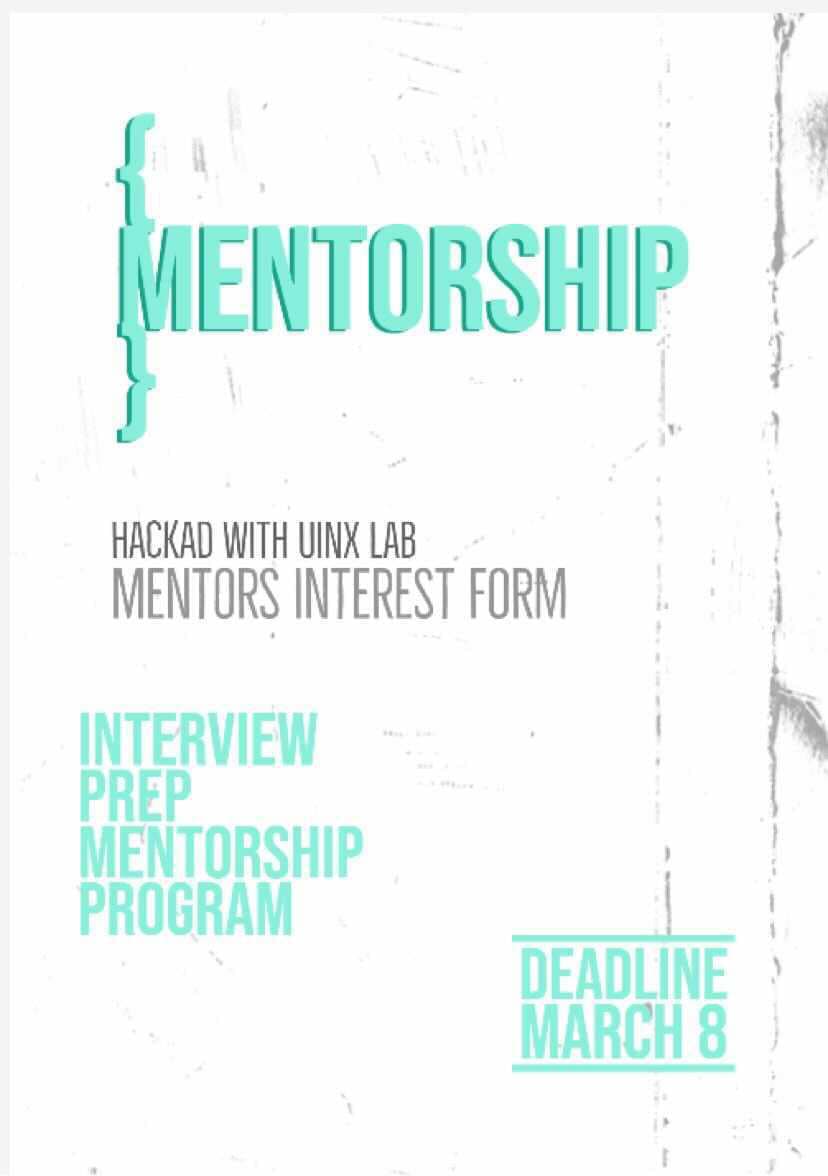 {
MENTORSHIP
}
HACKAD WITH UINX LAB
MENTORS INTEREST FORM
INTERVIEW
PREP
MENTORSHIP
PROGRAM
DEADLINE
MARCH 8